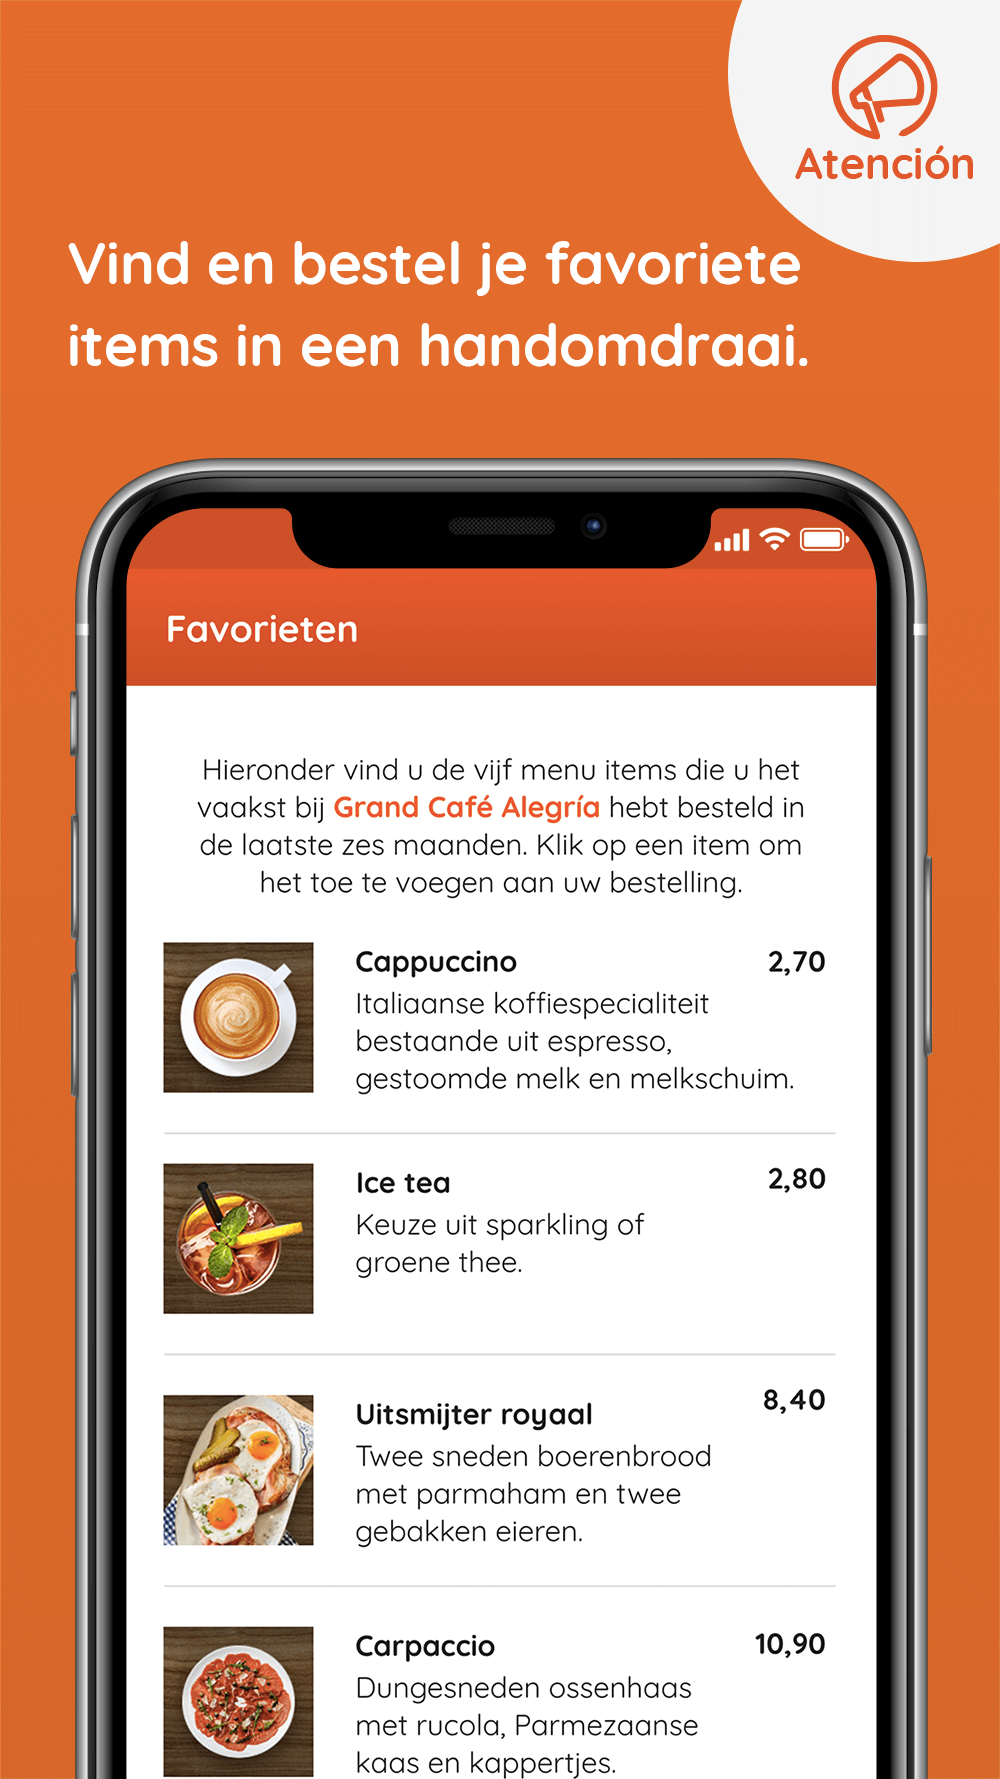 Atención
Vind en bestel je favoriete
items in een handomdraai.
Favorieten
Hieronder vind u de vijf menu items die u het
vaakst bij Grand Café Alegría hebt besteld in
de laatste zes maanden. Klik op een item om
het toe te voegen aan uw bestelling.
Cappuccino 2,70
Italiaanse koffiespecialiteit
bestaande uit espresso,
gestoomde melk en melkschuim.
Ice tea 2,80
Keuze uit sparkling of
groene thee.
Uitsmijter royaal 8,40
Twee sneden boerenbrood
met parmaham en twee
gebakken eieren.
Carpaccio 10,90
Dungesneden ossenhaas
met rucola, Parmezaanse
kaas en kappertjes.